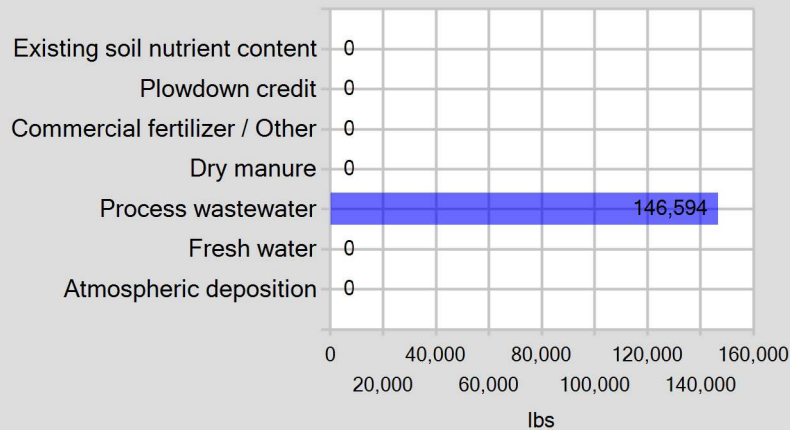 Existing soil nutrient content 0
Plowdown credit 0
Commercial fertilizer / Other 0
Dry manure 0
Process wastewater 146,594
Fresh water 0
Atmospheric deposition 0
0 40,000 80,000 120,000 160,000
20,000 60,000 100,000 140,000
lbs